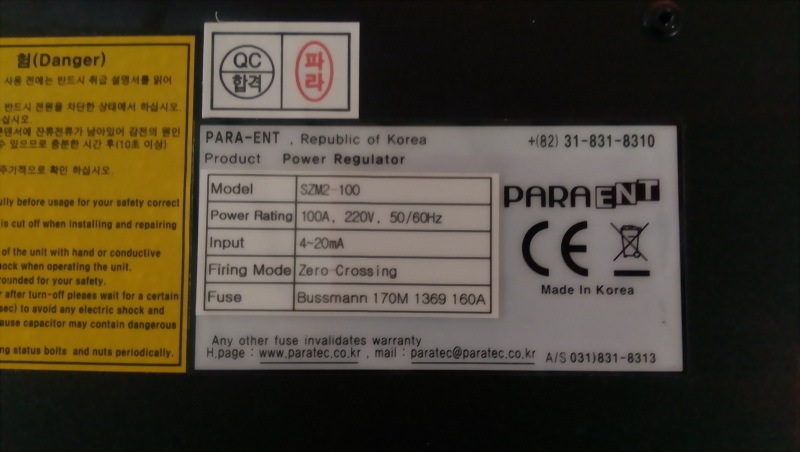 험(Danger)
사용 전에는 반드시 취급 설명서를 읽어
반드시 전원을 차단한 상태에서 하십시오.
십시오.
콘덴서에 잔류전류가 남아있어 감전의 원인
수 있으므로 충분한 시간 후(10초 이상)
주기적으로 확인 하십시오.
ully before usage for your safety correct
is cut off when installing and repairing
of the unit with hand or conductive
ock when operating the unit.
rounded for your safety.
r after turn-off pleaes wait for a certain
sec) to avoid any electric shock and
ause capacitor may contain dangerous
ng status bolts and nuts periodically.
QC
합격
파라
PARA-ENT , Republic of Korea +(82) 31-831-8310
Product Power Regulator
Model SZM2-100
Power Rating 100A, 220V, 50/60Hz
Input 4~20mA
Firing Mode Zero-Crossing
Fuse Bussmann 170M 1369 160A
PARAENT
CE
Made In Korea
Any other fuse invalidates warranty
H.page : www.paratec.co.kr , mail : paratec@paratec.co.kr A/S 031)831-8313